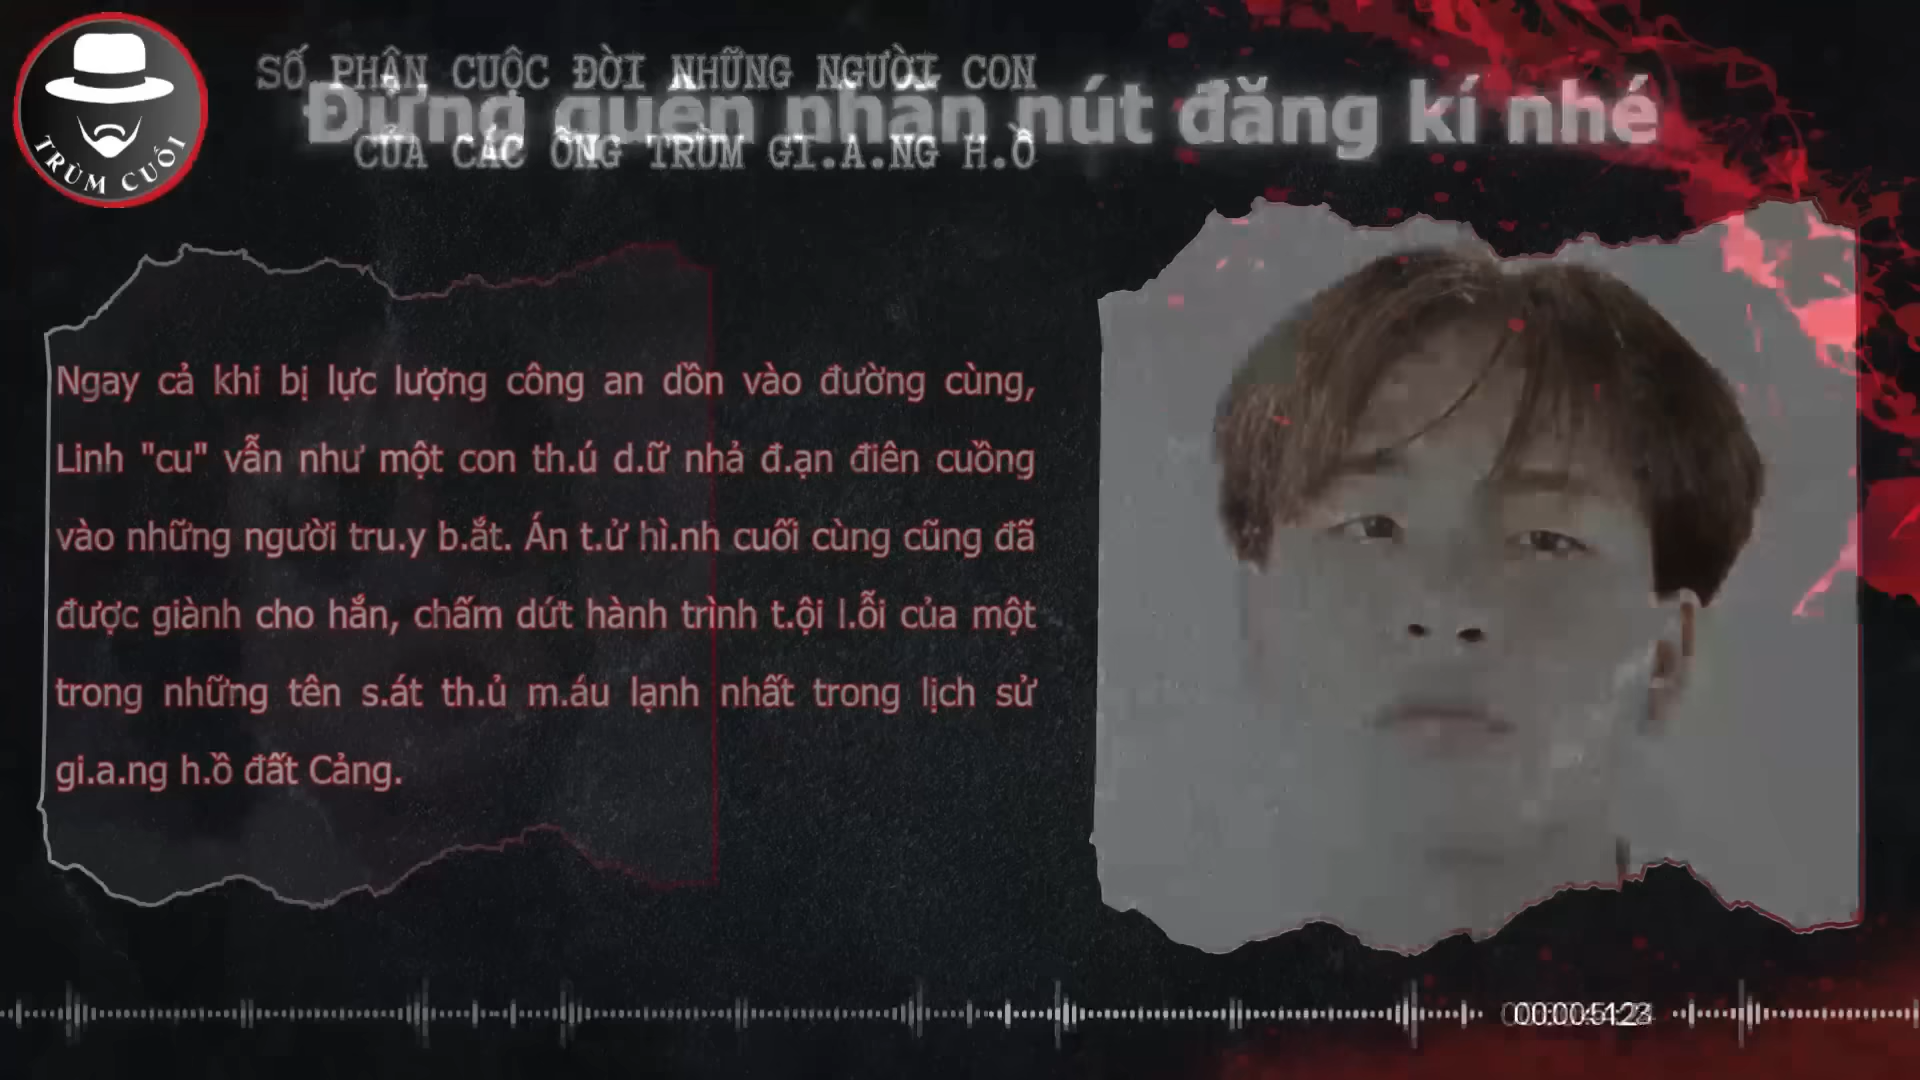 TRÙM CUỐI
SỐ PHẬN CUỘC ĐỜI NHỮNG NGƯỜI CON
Đừng quên nhấn nút đăng kí nhé
CỦA CÁC ÔNG TRÙM GI.A.NG H.Ồ
Ngay cả khi bị lực lượng công an dồn vào đường cùng,
Linh "cu" vẫn như một con th.ú d.ữ nhả đ.ạn điên cuồng
vào những người tru.y b.ắt. Án t.ử hì.nh cuối cùng cũng đã
được giành cho hắn, chấm dứt hành trình t.ội l.ỗi của một
trong những tên s.át th.ủ m.áu lạnh nhất trong lịch sử
gi.a.ng h.ồ đất Cảng.